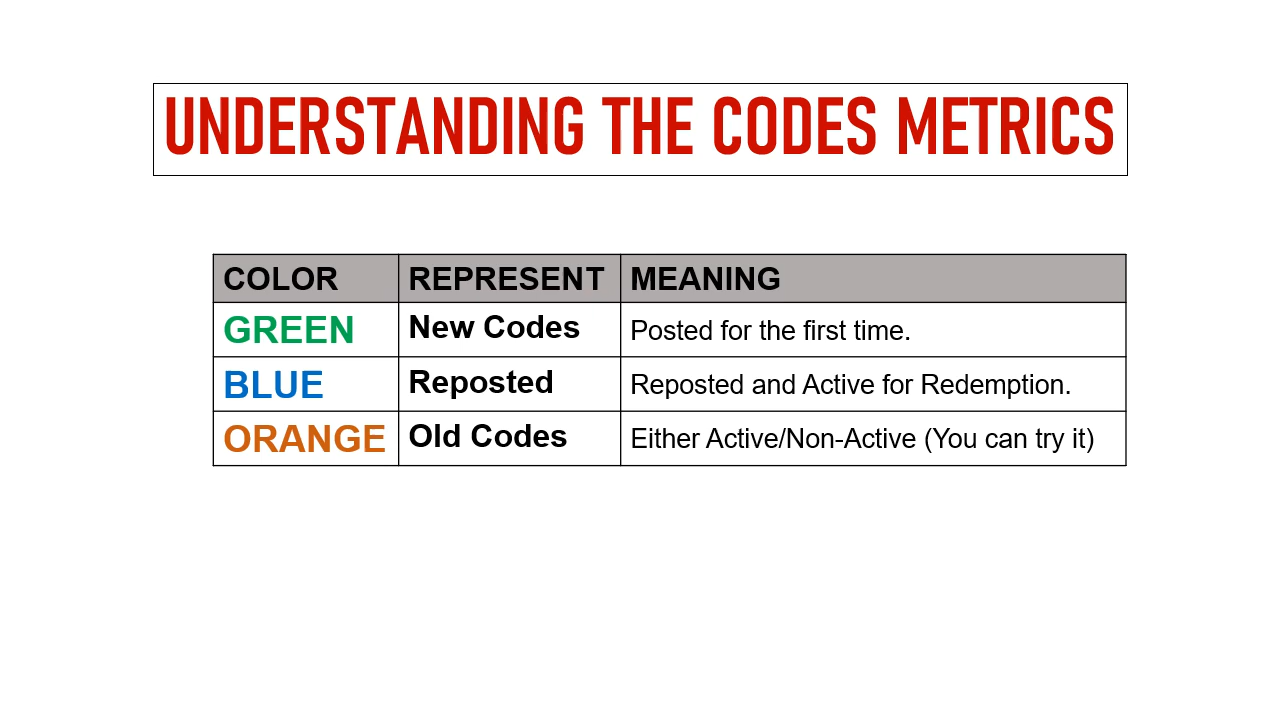 UNDERSTANDING THE CODES METRICS
COLOR REPRESENT MEANING
GREEN New Codes Posted for the first time.
BLUE Reposted Reposted and Active for Redemption.
ORANGE Old Codes Either Active/Non-Active (You can try it)